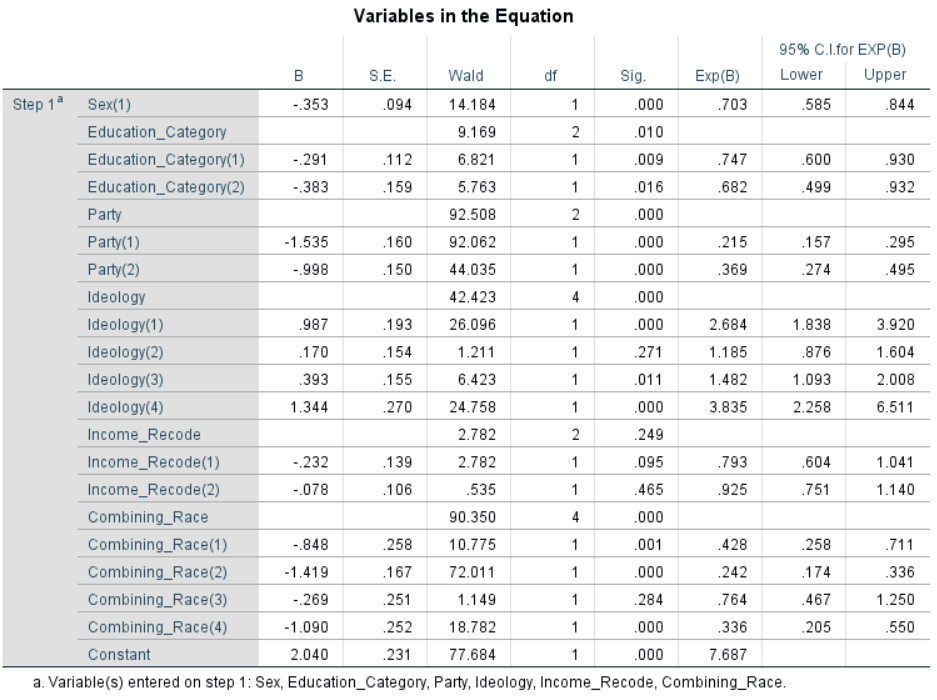 Variables in the Equation
95% C.I.for EXP(B)
B S.E. Wald df Sig. Exp(B) Lower Upper
Step 1a Sex(1) -.353 .094 14.184 1 .000 .703 .585 .844
Education_Category 9.169 2 .010
Education_Category(1) -.291 .112 6.821 1 .009 .747 .600 .930
Education_Category(2) -.383 .159 5.763 1 .016 .682 .499 .932
Party 92.508 2 .000
Party(1) -1.535 .160 92.062 1 .000 .215 .157 .295
Party(2) -.998 .150 44.035 1 .000 .369 .274 .495
Ideology 42.423 4 .000
Ideology(1) .987 .193 26.096 1 .000 2.684 1.838 3.920
Ideology(2) .170 .154 1.211 1 .271 1.185 .876 1.604
Ideology(3) .393 .155 6.423 1 .011 1.482 1.093 2.008
Ideology(4) 1.344 .270 24.758 1 .000 3.835 2.258 6.511
Income_Recode 2.782 2 .249
Income_Recode(1) -.232 .139 2.782 1 .095 .793 .604 1.041
Income_Recode(2) -.078 .106 .535 1 .465 .925 .751 1.140
Combining_Race 90.350 4 .000
Combining_Race(1) -.848 .258 10.775 1 .001 .428 .258 .711
Combining_Race(2) -1.419 .167 72.011 1 .000 .242 .174 .336
Combining_Race(3) -.269 .251 1.149 1 .284 .764 .467 1.250
Combining_Race(4) -1.090 .252 18.782 1 .000 .336 .205 .550
Constant 2.040 .231 77.684 1 .000 7.687
a. Variable(s) entered on step 1: Sex, Education_Category, Party, Ideology, Income_Recode, Combining_Race.